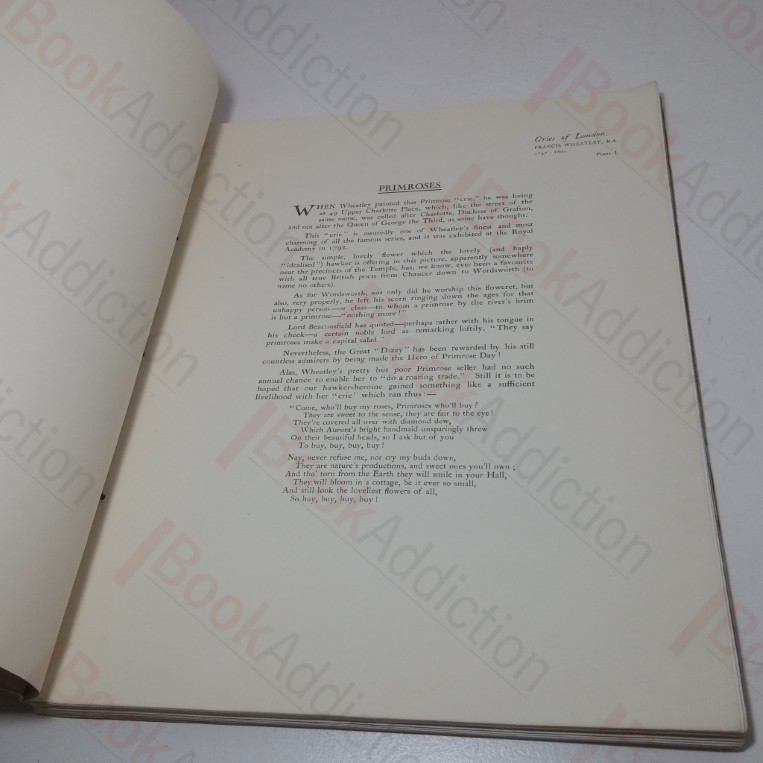 Cries of London.
FRANCIS WHEATLEY, RA
PLATE I
PRIMROSES
WHEN Wheatley painted this Primrose "crie," he was living
at 49 Upper Charlotte Place, which, like the street of the
same name, was called after Charlotte, Duchess of Grafton,
and not after the Queen of George the Third, as some have thought.
This "crie" is assuredly one of Wheatley's finest and most
charming of all the famous series, and it was exhibited at the Royal
Academy in 1792.
The simple, lovely flower which the lovely (and haply
"idealised") hawker is offering in this picture, apparently somewhere
near the precincts of the Temple, has, we know, ever been a favourite
with all true British poets from Chaucer down to Wordsworth (to
name no others).
As for Wordsworth, not only did he worship this floweret, but
also, very properly, he left his scorn ringing down the ages for that
unhappy person—or clod—to whom a primrose by the river's brim
is but a primrose—"nothing more!"
Lord Beaconsfield has quoted—perhaps rather with his tongue in
his cheek—a certain noble lord as remarking loftily, "They say
primroses make a capital salad."
Nevertheless, the Great "Dizzy" has been rewarded by his still
countless admirers by being made the Hero of Primrose Day!
Alas, Wheatley's pretty but poor Primrose seller had no such
annual chance to enable her to "do a roaring trade." Still it is to be
hoped that our hawker-heroine gained something like a sufficient
livelihood with her "crie" which ran thus:—
"Come, who'll buy my roses, Primroses who'll buy?
They are sweet to the sense, they are fair to the eye!
They're covered all over with diamond dew,
Which Aurora's bright handmaid unsparingly threw
On their beautiful heads, so I ask but of you
To buy, buy, buy, buy!
Nay, never refuse me, nor cry my buds down,
They are nature's productions, and sweet ones you'll own;
And tho' torn from the Earth they will smile in your Hall,
They will bloom in a cottage, be it ever so small,
And still look the loveliest flowers of all,
So buy, buy, buy, buy!
BookAddiction